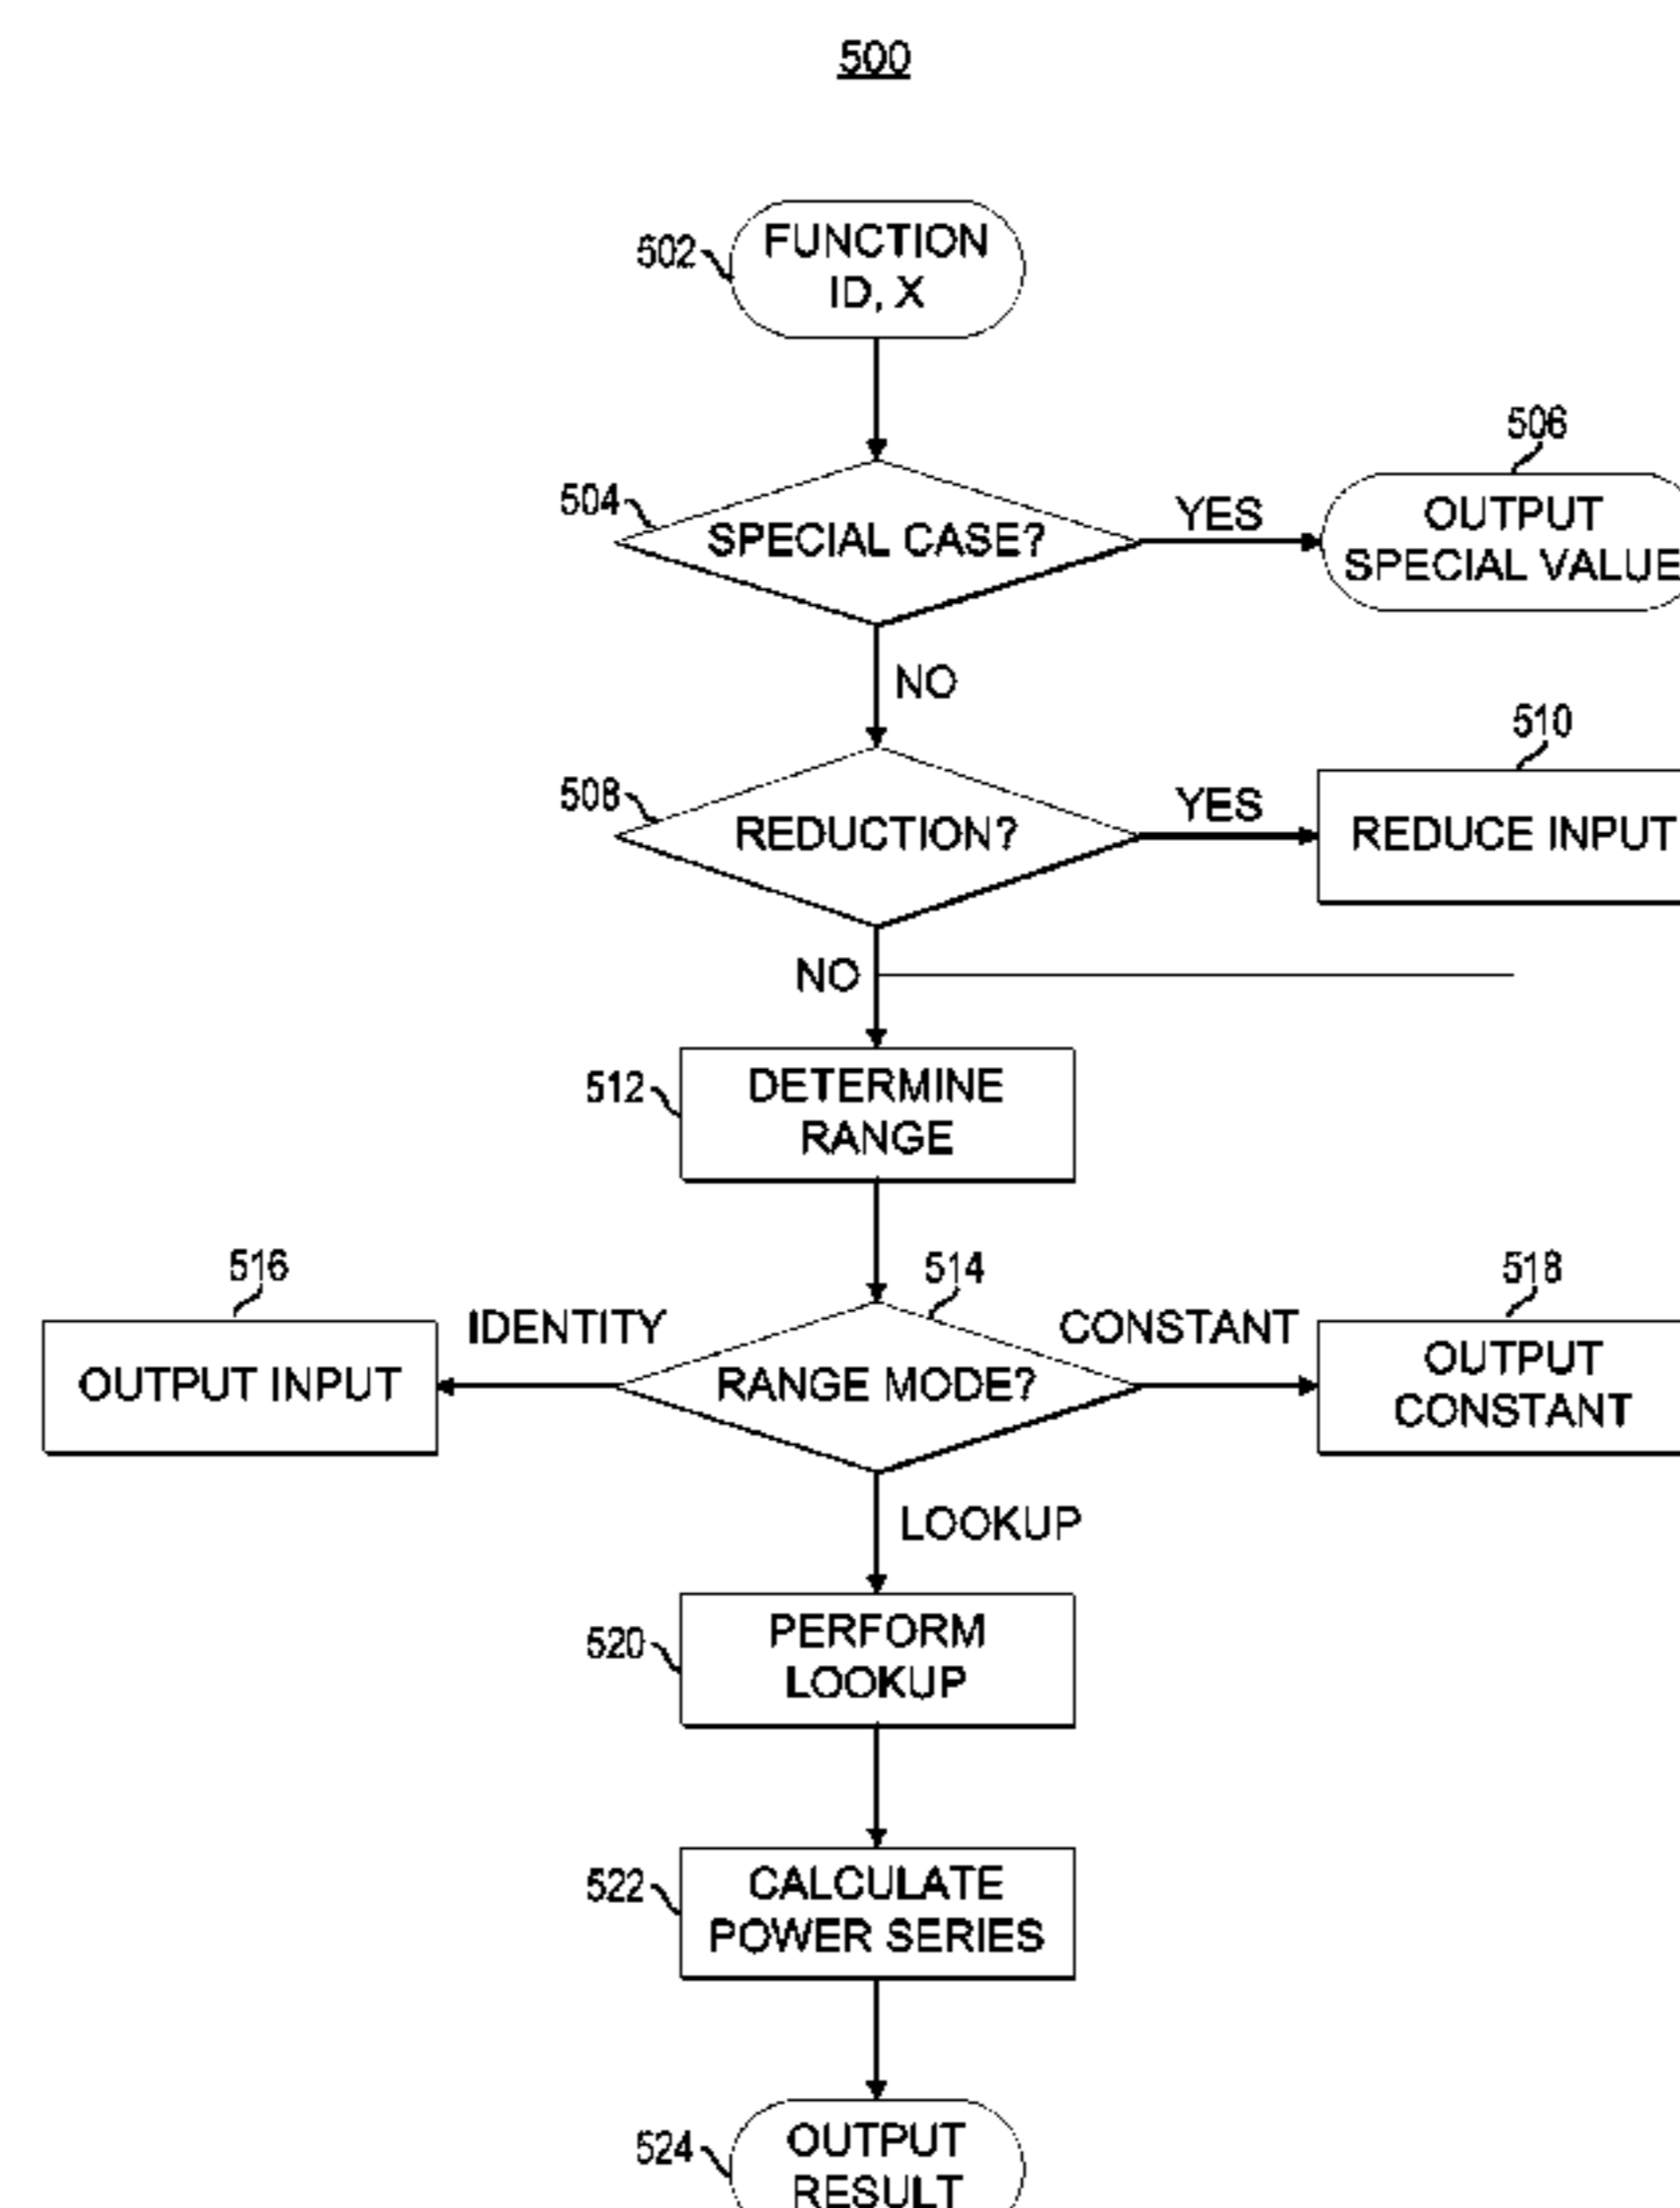 500
502
FUNCTION
ID, X
504
SPECIAL CASE?
YES
506
OUTPUT
SPECIAL VALUE
NO
508
REDUCTION?
YES
510
REDUCE INPUT
NO
512
DETERMINE
RANGE
516
OUTPUT INPUT
IDENTITY
514
RANGE MODE?
CONSTANT
518
OUTPUT
CONSTANT
LOOKUP
520
PERFORM
LOOKUP
522
CALCULATE
POWER SERIES
524
OUTPUT
RESULT